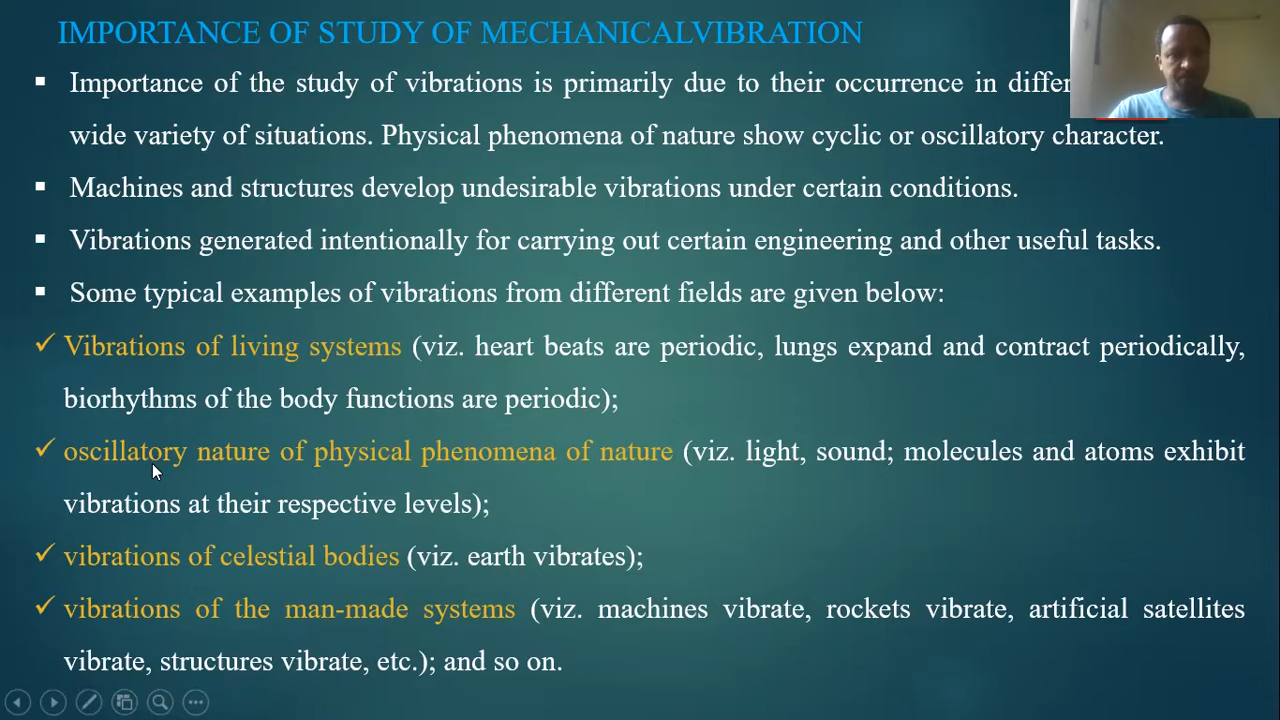 IMPORTANCE OF STUDY OF MECHANICALVIBRATION
▪ Importance of the study of vibrations is primarily due to their occurrence in
wide variety of situations. Physical phenomena of nature show cyclic or oscillatory character.
▪ Machines and structures develop undesirable vibrations under certain conditions.
▪ Vibrations generated intentionally for carrying out certain engineering and other useful tasks.
▪ Some typical examples of vibrations from different fields are given below:
✓ Vibrations of living systems (viz. heart beats are periodic, lungs expand and contract periodically,
biorhythms of the body functions are periodic);
✓ oscillatory nature of physical phenomena of nature (viz. light, sound; molecules and atoms exhibit
vibrations at their respective levels);
✓ vibrations of celestial bodies (viz. earth vibrates);
✓ vibrations of the man-made systems (viz. machines vibrate, rockets vibrate, artificial satellites
vibrate, structures vibrate, etc.); and so on.